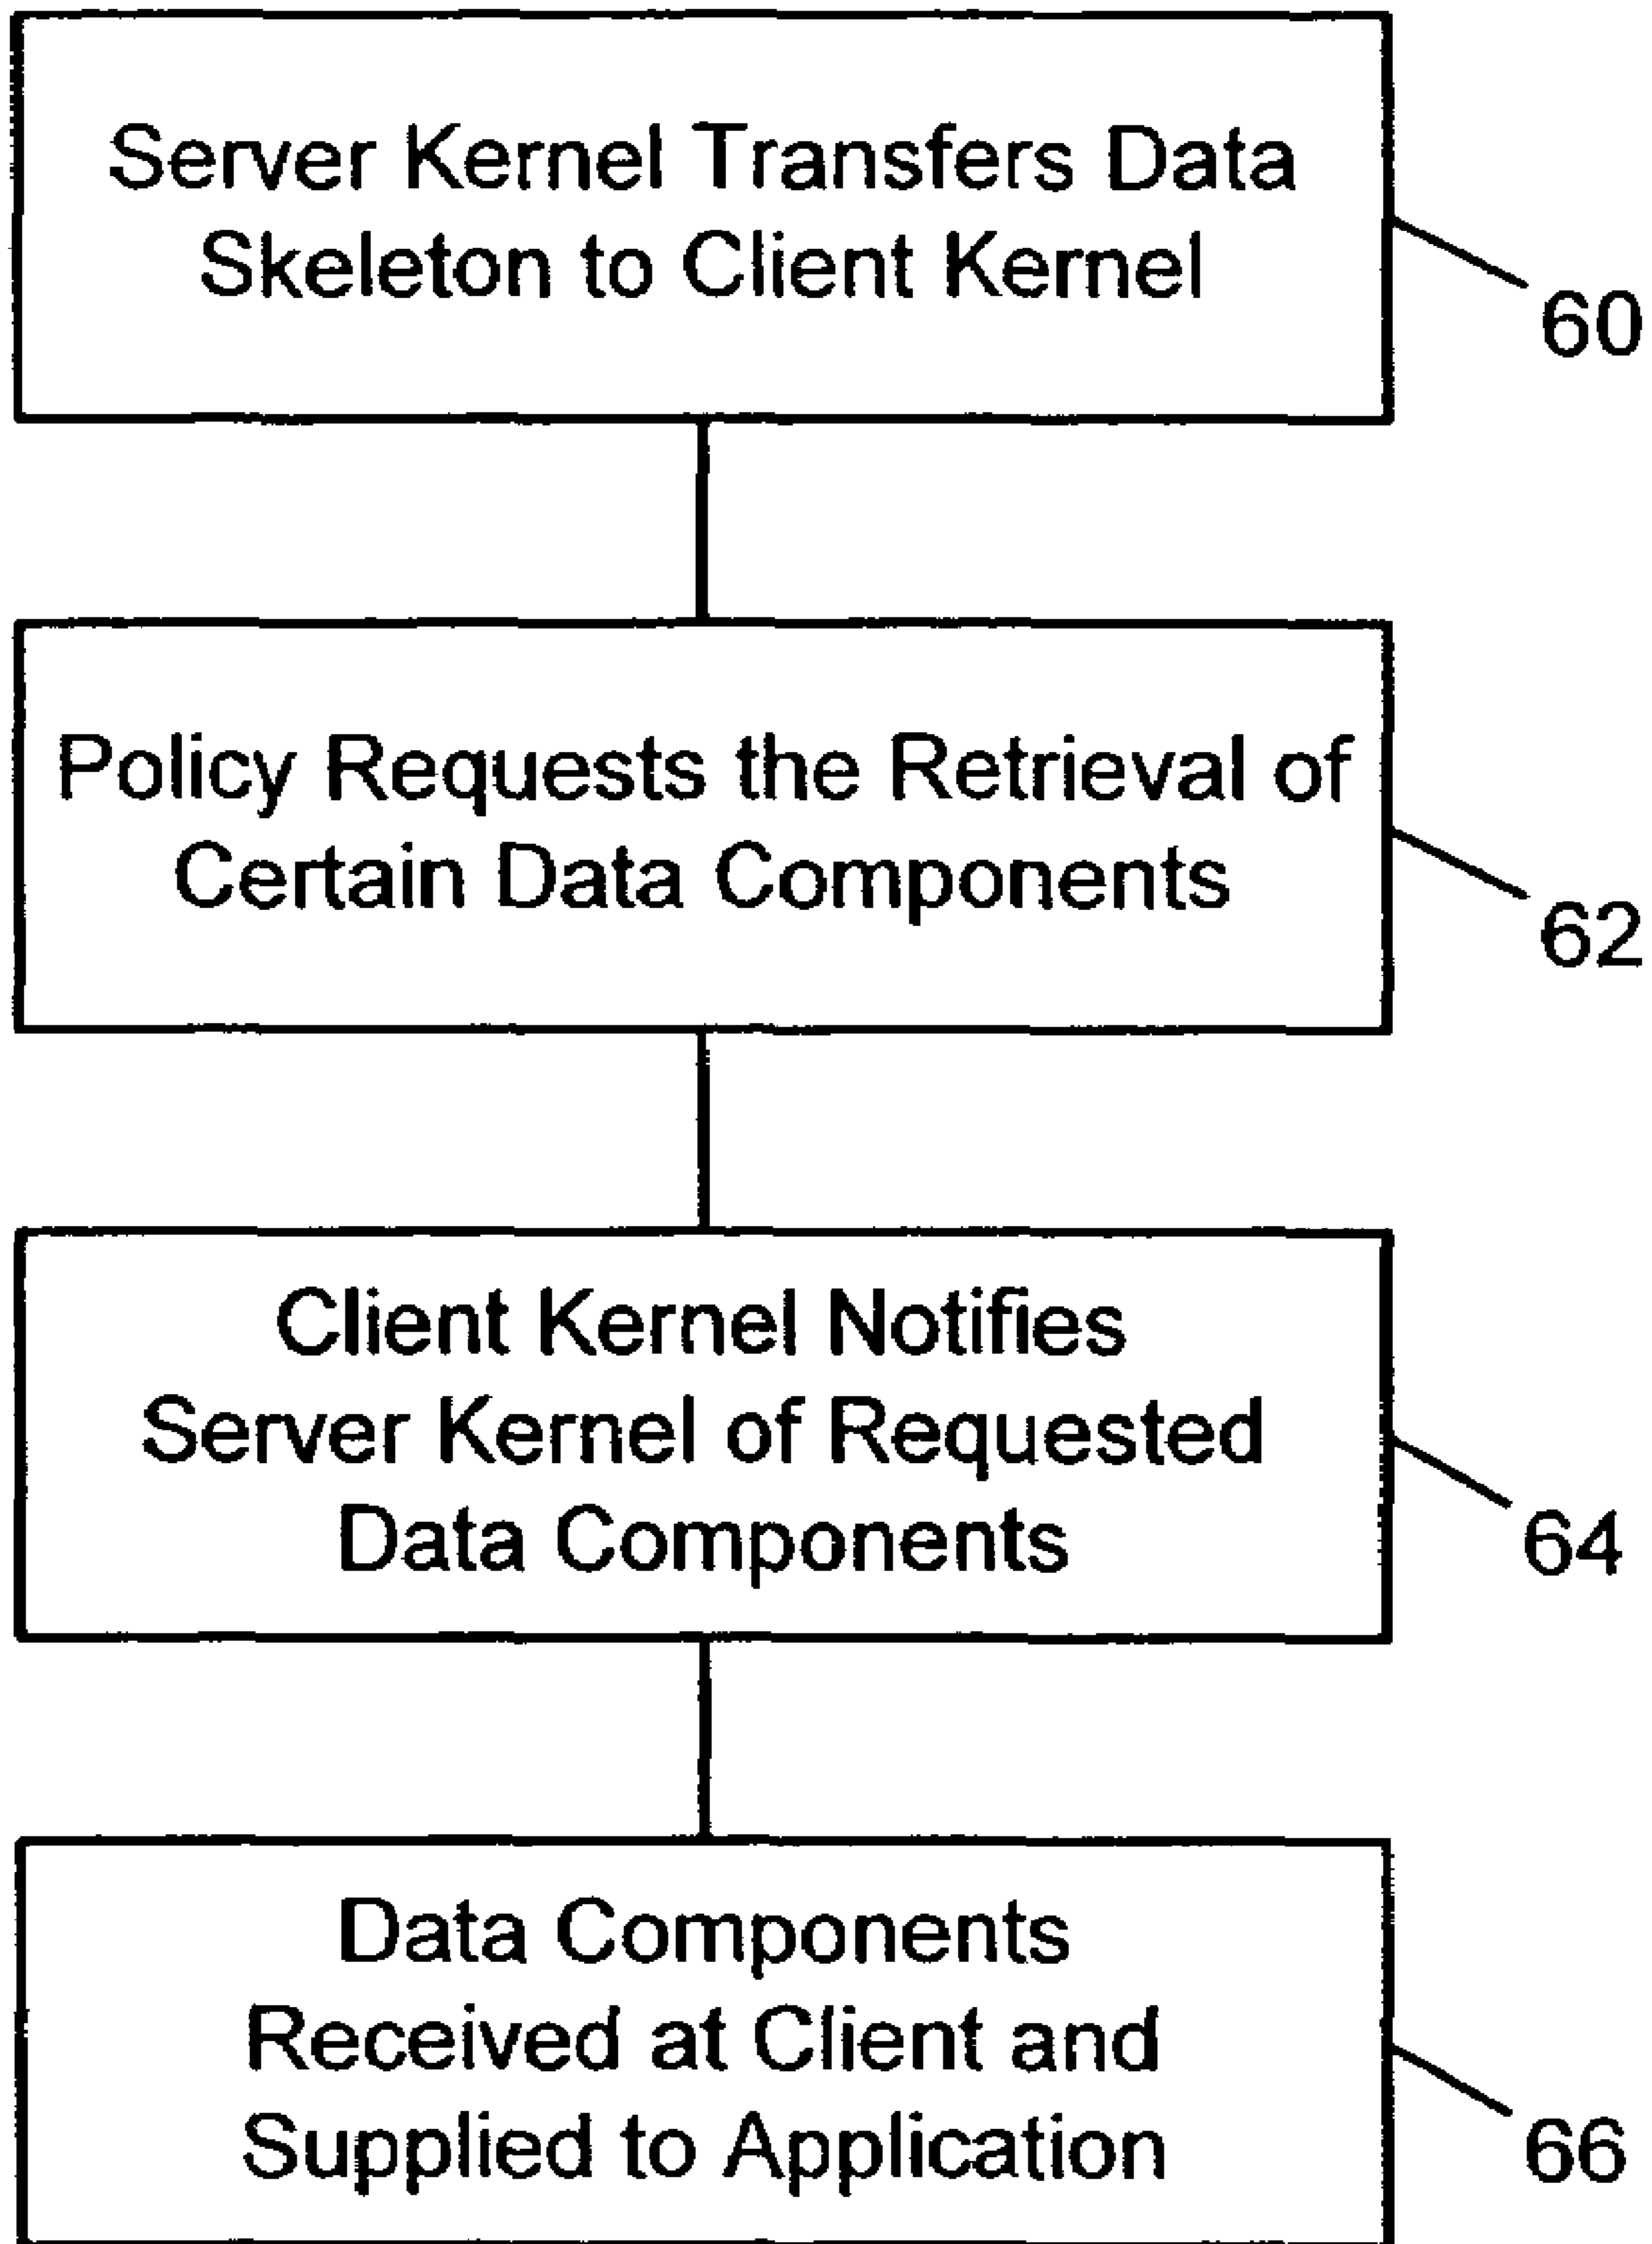 Server Kernel Transfers Data
Skeleton to Client Kernel
60
Policy Requests the Retrieval of
Certain Data Components
62
Client Kernel Notifies
Server Kernel of Requested
Data Components
64
Data Components
Received at Client and
Supplied to Application
66